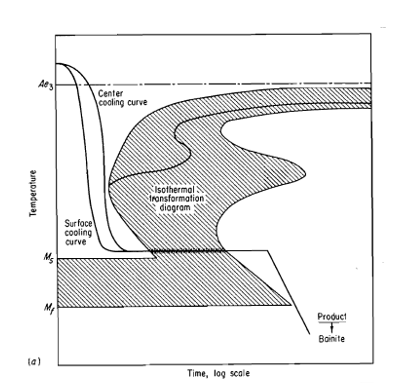 Ae3
Center
cooling curve
Isothermal
transformation
diagram
Temperature
Surface
cooling
curve
Ms
Mf
Product
Bainite
(a)
Time, log scale